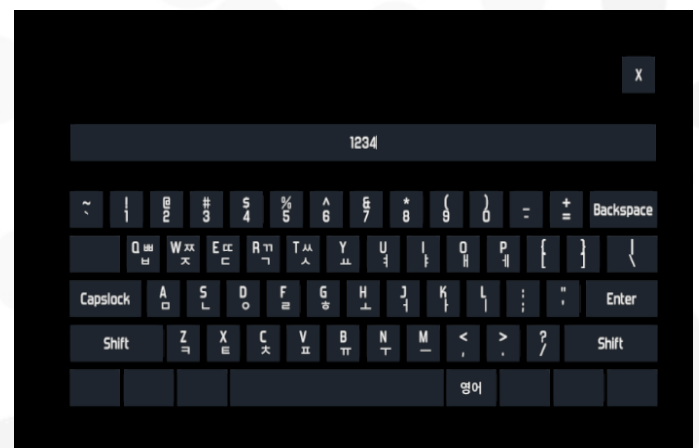 X
1234
~ ` ! 1 @ 2 # 3 $ 4 % 5 ^ 6 & 7 * 8 ( 9 ) 0 - = + = Backspace
Q ㅃ ㅂ W ㅉ ㅈ E ㄸ ㄷ R ㄲ ㄱ T ㅆ ㅅ Y ㅛ U ㅕ I ㅑ O ㅐ P ㅔ { [ } ] | \
Capslock A ㅁ S ㄴ D ㅇ F ㄹ G ㅎ H ㅗ J ㅓ K ㅏ L ㅣ : ; " ' Enter
Shift Z ㅋ X ㅌ C ㅊ V ㅍ B ㅠ N ㅜ M ㅡ < , > . ? / Shift
영어